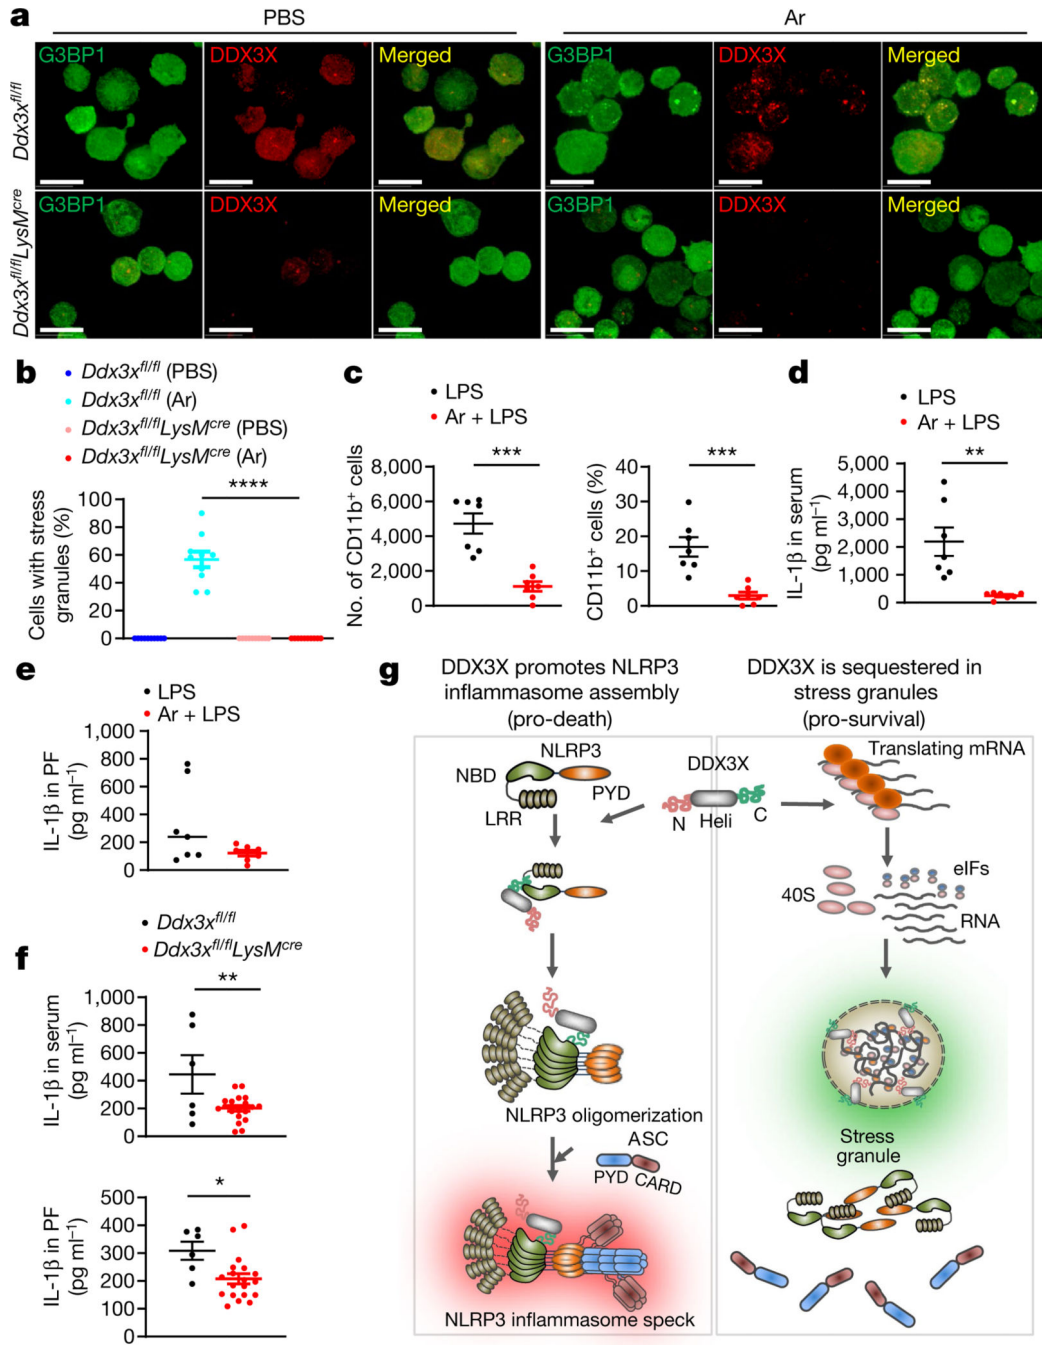 a
PBS
Ar
Ddx3x^fl/fl
G3BP1
DDX3X
Merged
G3BP1
DDX3X
Merged
Ddx3x^fl/flLysM^cre
G3BP1
DDX3X
Merged
G3BP1
DDX3X
Merged
b
Ddx3x^fl/fl (PBS)
Ddx3x^fl/fl (Ar)
Ddx3x^fl/flLysM^cre (PBS)
Ddx3x^fl/flLysM^cre (Ar)
****
Cells with stress
granules (%)
100
80
60
40
20
0
c
LPS
Ar + LPS
***
No. of CD11b⁺ cells
8,000
6,000
4,000
2,000
0
***
CD11b⁺ cells (%)
40
30
20
10
0
d
LPS
Ar + LPS
**
IL-1β in serum
(pg ml⁻¹)
5,000
4,000
3,000
2,000
1,000
0
e
LPS
Ar + LPS
IL-1β in PF
(pg ml⁻¹)
1,000
800
600
400
200
0
f
Ddx3x^fl/fl
Ddx3x^fl/flLysM^cre
**
IL-1β in serum
(pg ml⁻¹)
1,000
800
600
400
200
0
*
IL-1β in PF
(pg ml⁻¹)
500
400
300
200
100
0
g
DDX3X promotes NLRP3
inflammasome assembly
(pro-death)
DDX3X is sequestered in
stress granules
(pro-survival)
NLRP3
NBD
PYD
LRR
DDX3X
N
Heli
C
NLRP3 oligomerization
ASC
PYD
CARD
NLRP3 inflammasome speck
Translating mRNA
eIFs
40S
RNA
Stress
granule